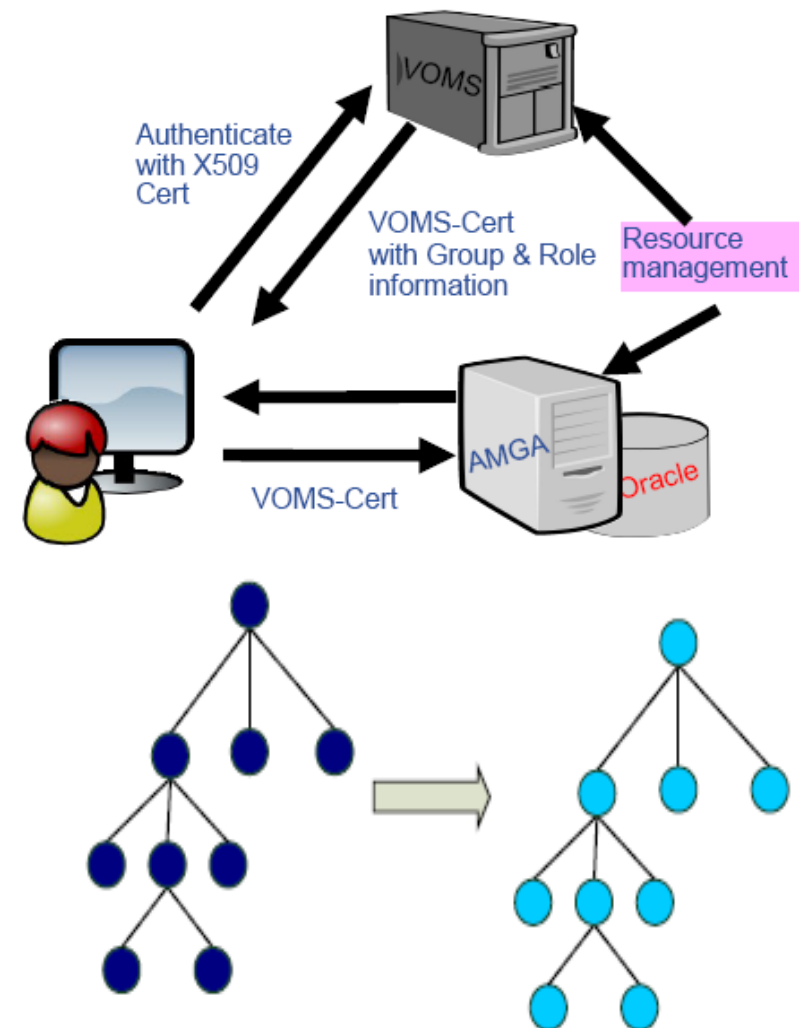 VOMS
Authenticate
with X509
Cert
VOMS-Cert
with Group & Role
information
Resource
management
AMGA
Oracle
VOMS-Cert